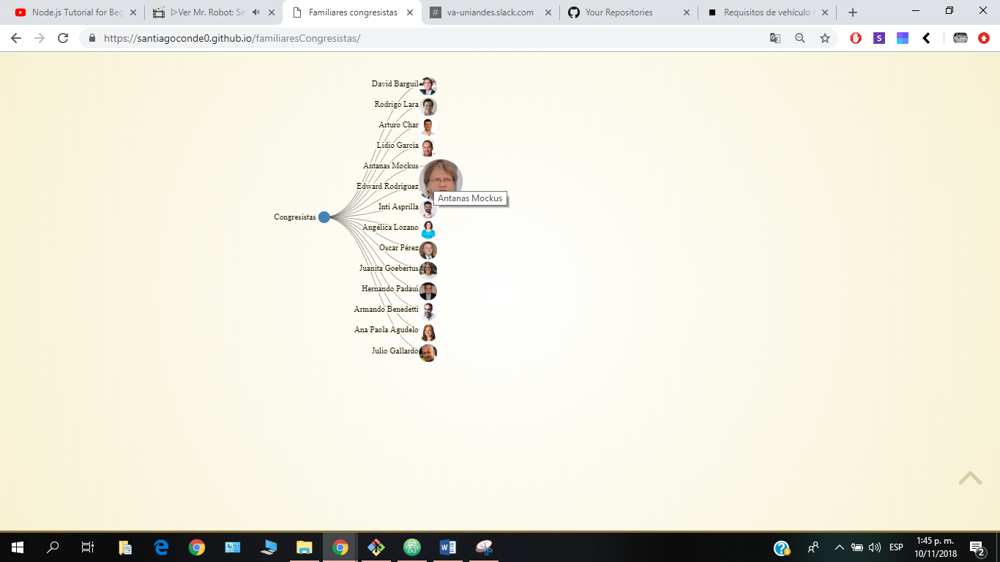 Node.js Tutorial for Beg
▷Ver Mr. Robot: Se
Familiares congresistas
va-uniandes.slack.com
Your Repositories
Requisitos de vehículo e
https://santiagoconde0.github.io/familiaresCongresistas/
David Barguil
Rodrigo Lara
Arturo Char
Lidio García
Antanas Mockus
Edward Rodríguez
Antanas Mockus
Inti Asprilla
Congresistas
Angélica Lozano
Oscar Pérez
Juanita Goebertus
Hernando Padaui
Armando Benedetti
Ana Paola Agudelo
Julio Gallardo
ESP
1:45 p. m.
10/11/2018
2